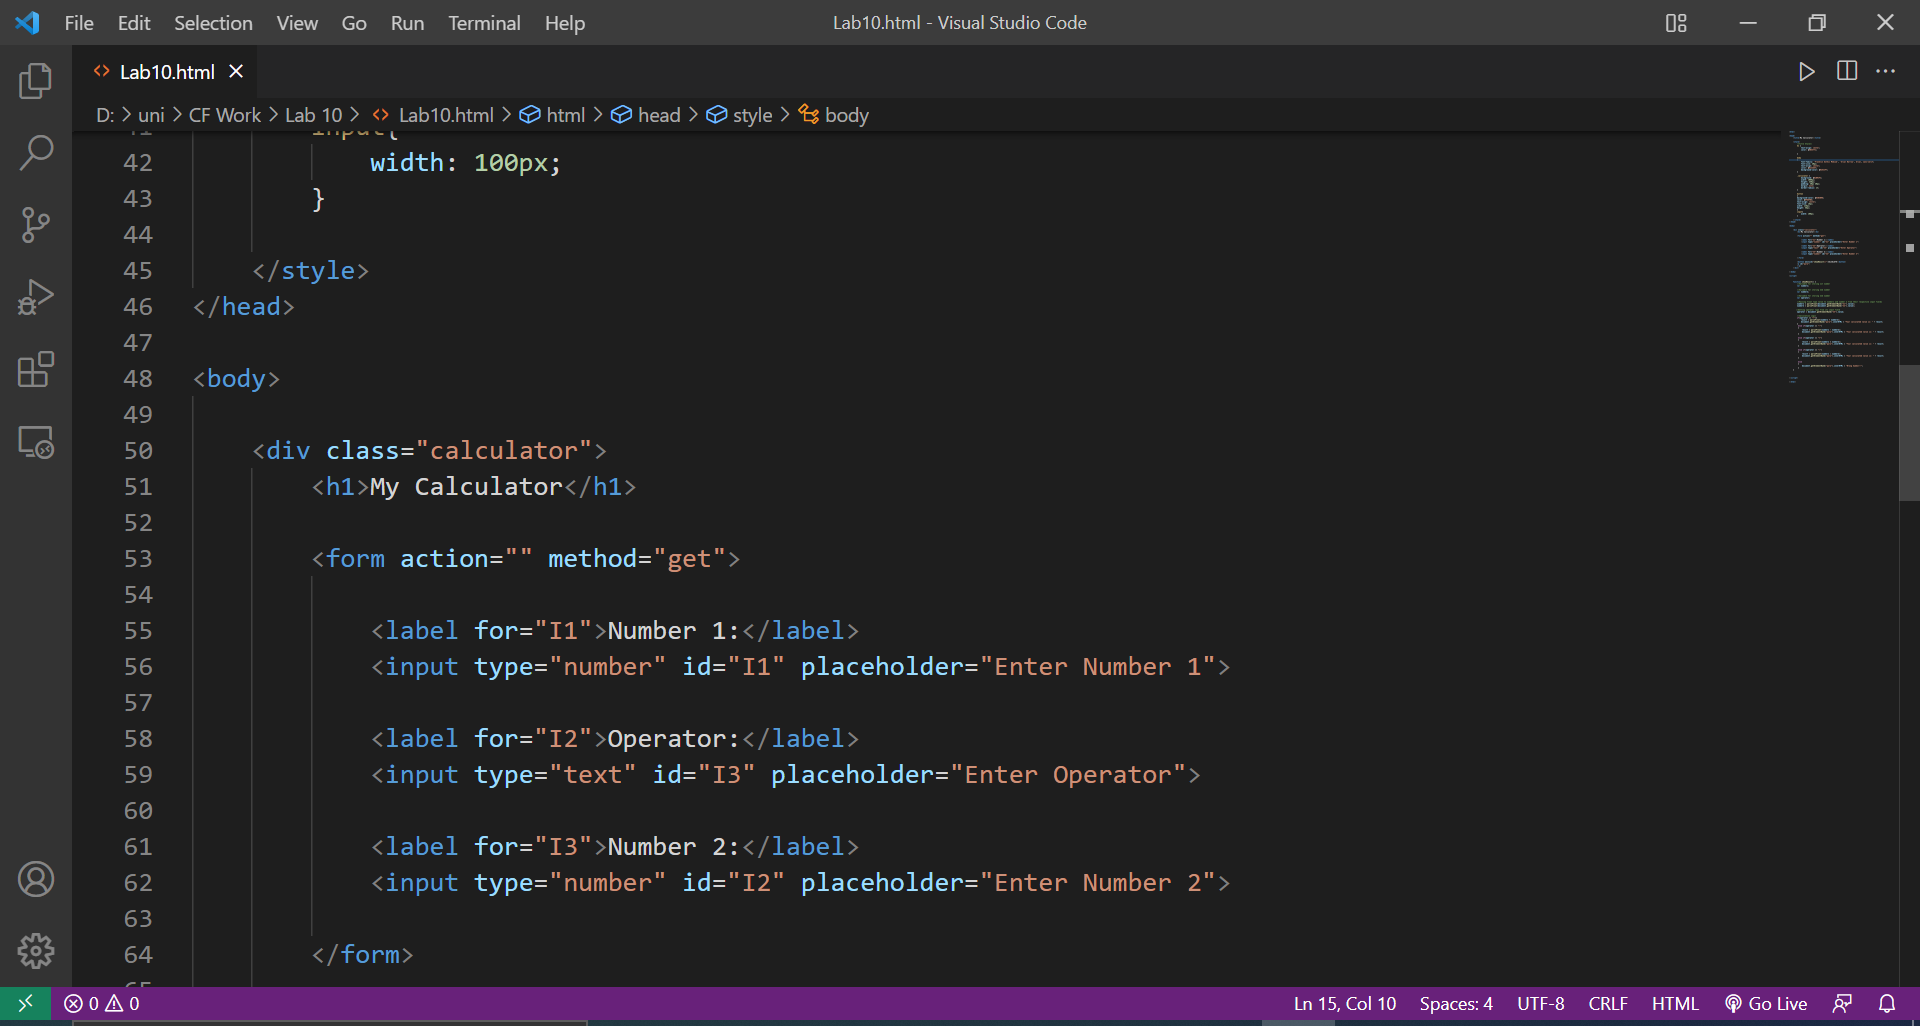 File Edit Selection View Go Run Terminal Help
Lab10.html - Visual Studio Code
Lab10.html
D: > uni > CF Work > Lab 10 > Lab10.html > html > head > style > body
41 input{
42 width: 100px;
43 }
44
45 </style>
46 </head>
47
48 <body>
49
50 <div class="calculator">
51 <h1>My Calculator</h1>
52
53 <form action="" method="get">
54
55 <label for="I1">Number 1:</label>
56 <input type="number" id="I1" placeholder="Enter Number 1">
57
58 <label for="I2">Operator:</label>
59 <input type="text" id="I3" placeholder="Enter Operator">
60
61 <label for="I3">Number 2:</label>
62 <input type="number" id="I2" placeholder="Enter Number 2">
63
64 </form>
65
0 0 Ln 15, Col 10 Spaces: 4 UTF-8 CRLF HTML Go Live